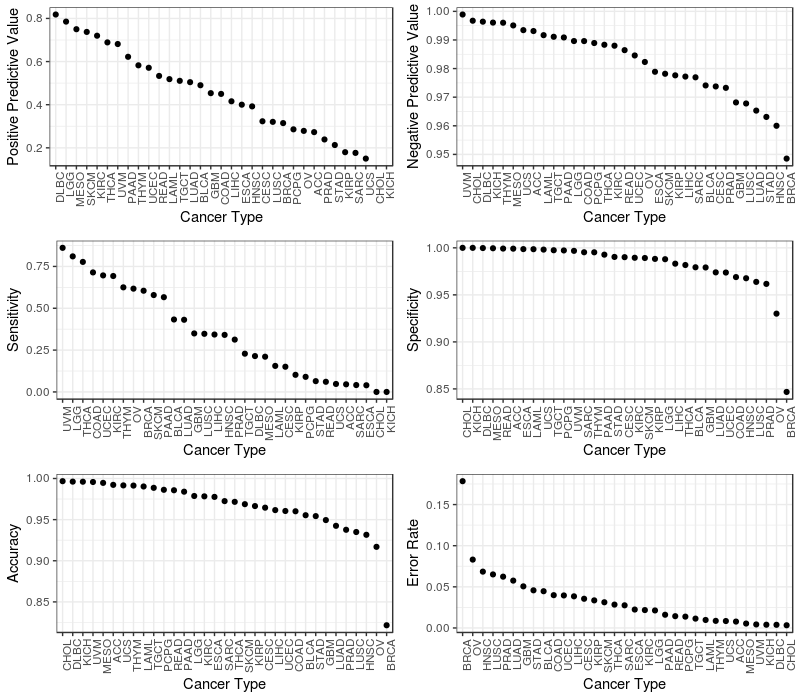 Positive Predictive Value
0.8
0.6
0.4
0.2
DLBC
LGG
MESO
SKCM
KIRC
THCA
UVM
PAAD
THYM
UCEC
READ
LAML
TGCT
LUAD
BLCA
GBM
COAD
LIHC
ESCA
HNSC
CESC
LUSC
BRCA
PCPG
OV
ACC
PRAD
STAD
KIRP
SARC
UCS
CHOL
KICH
Cancer Type
Negative Predictive Value
1.00
0.99
0.98
0.97
0.96
0.95
UVM
CHOL
DLBC
KICH
THYM
MESO
UCS
ACC
LAML
TGCT
PAAD
LGG
COAD
PCPG
THCA
KIRC
READ
UCEC
OV
ESCA
SKCM
KIRP
LIHC
SARC
BLCA
CESC
PRAD
GBM
LUSC
LUAD
STAD
HNSC
BRCA
Cancer Type
Sensitivity
0.75
0.50
0.25
0.00
UVM
LGG
THCA
COAD
UCEC
KIRC
THYM
OV
BRCA
SKCM
PAAD
BLCA
LUAD
GBM
LUSC
LIHC
HNSC
PRAD
TGCT
DLBC
MESO
LAML
CESC
KIRP
PCPG
STAD
READ
UCS
ACC
SARC
ESCA
CHOL
KICH
Cancer Type
Specificity
1.00
0.95
0.90
0.85
CHOL
KICH
DLBC
MESO
READ
ACC
ESCA
LAML
UCS
TGCT
PCPG
UVM
SARC
THYM
PAAD
STAD
CESC
KIRC
SKCM
KIRP
LGG
LIHC
THCA
BLCA
GBM
LUAD
UCEC
COAD
HNSC
LUSC
PRAD
OV
BRCA
Cancer Type
Accuracy
1.00
0.95
0.90
0.85
CHOL
DLBC
KICH
UVM
MESO
ACC
UCS
THYM
LAML
TGCT
PCPG
READ
PAAD
LGG
KIRC
ESCA
SARC
THCA
SKCM
KIRP
CESC
LIHC
UCEC
COAD
BLCA
STAD
GBM
LUAD
PRAD
LUSC
HNSC
OV
BRCA
Cancer Type
Error Rate
0.15
0.10
0.05
0.00
BRCA
OV
HNSC
LUSC
PRAD
LUAD
GBM
STAD
BLCA
COAD
UCEC
LIHC
CESC
KIRP
SKCM
THCA
SARC
ESCA
KIRC
LGG
PAAD
READ
PCPG
TGCT
LAML
THYM
UCS
ACC
MESO
UVM
KICH
DLBC
CHOL
Cancer Type